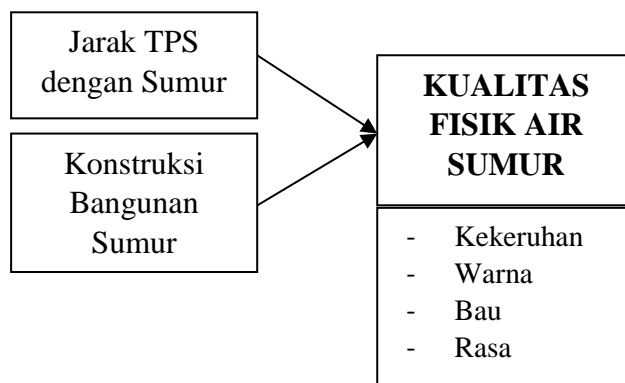 Jarak TPS
dengan Sumur
Konstruksi
Bangunan
Sumur
KUALITAS
FISIK AIR
SUMUR
- Kekeruhan
- Warna
- Bau
- Rasa